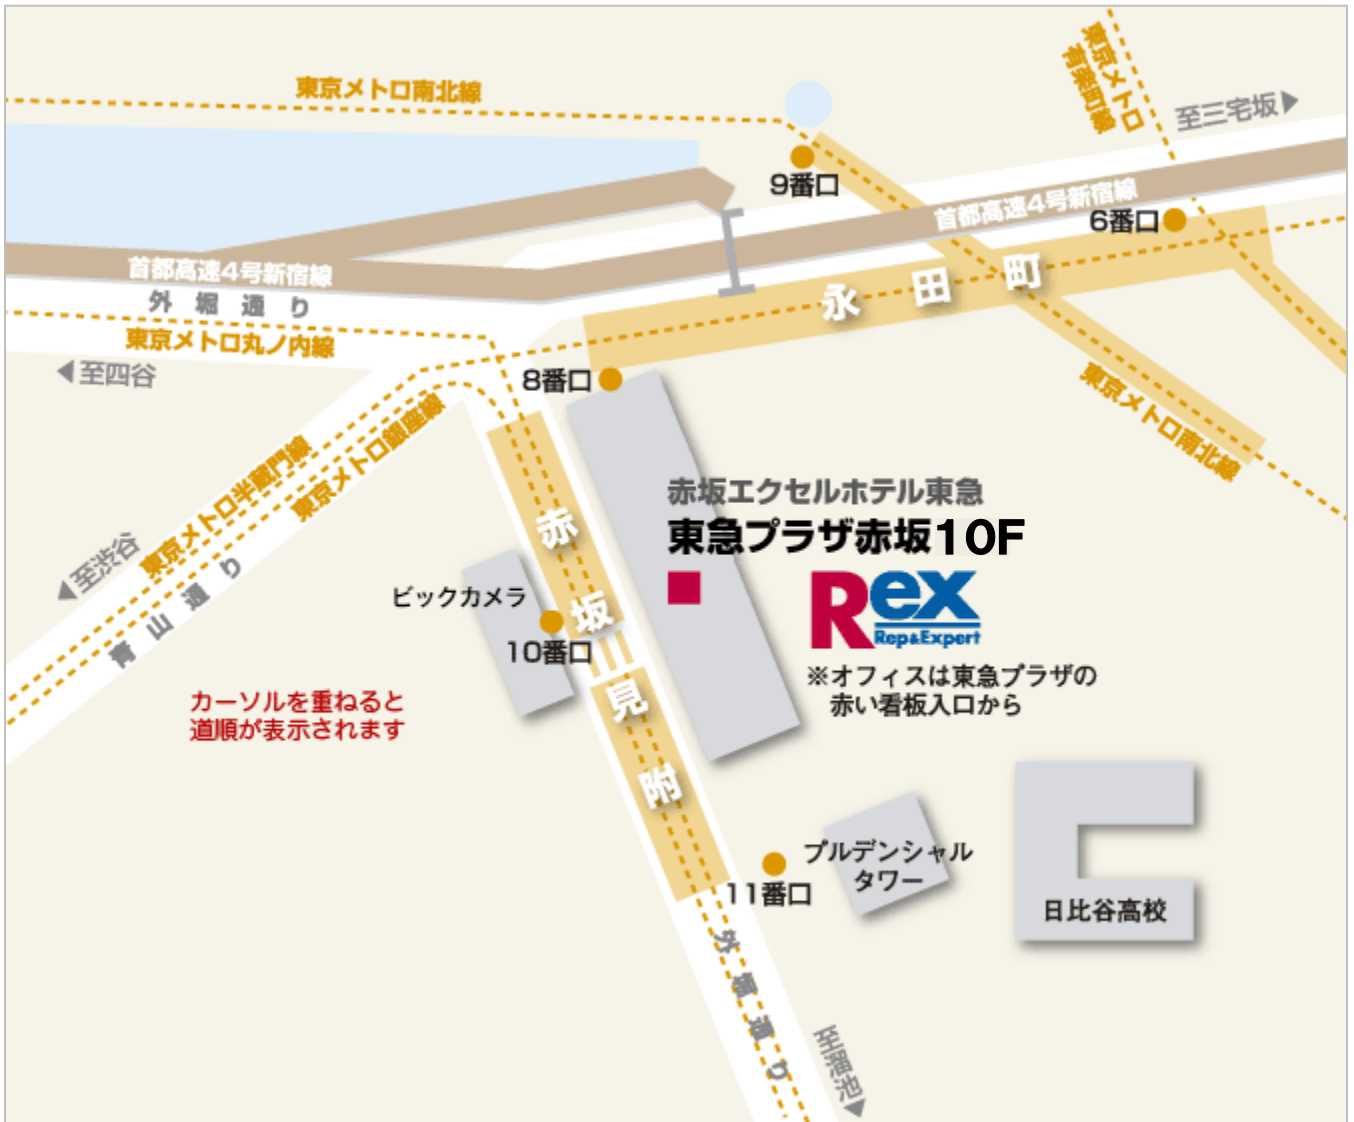 東京メトロ南北線
東京メトロ
有楽町線
至三宅坂
9番口
首都高速4号新宿線
6番口
首都高速4号新宿線
外堀通り
永田町
東京メトロ丸ノ内線
至四谷
8番口
東京メトロ南北線
東京メトロ半蔵門線
東京メトロ銀座線
至渋谷
青山通り
赤坂見附
赤坂エクセルホテル東急
東急プラザ赤坂10F
Rex
Rep&Expert
ビックカメラ
10番口
※オフィスは東急プラザの
赤い看板入口から
カーソルを重ねると
道順が表示されます
プルデンシャル
タワー
11番口
日比谷高校
外堀通り
至溜池